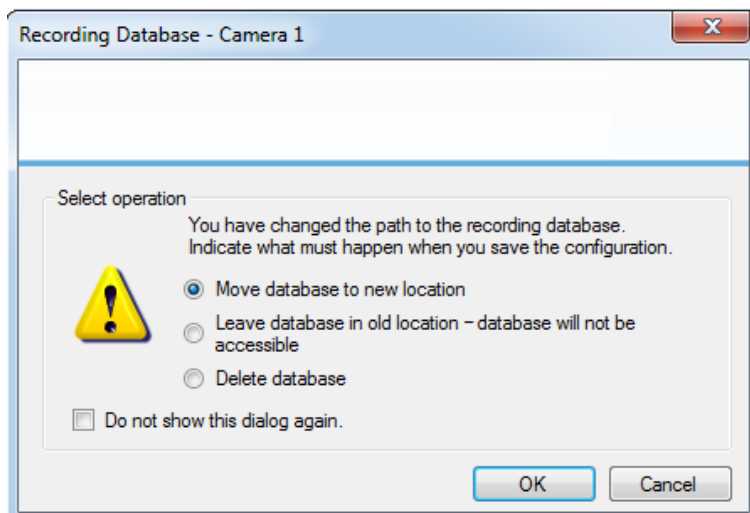 Recording Database - Camera 1
Select operation
You have changed the path to the recording database.
Indicate what must happen when you save the configuration.
Move database to new location
Leave database in old location – database will not be
accessible
Delete database
Do not show this dialog again.
OK Cancel